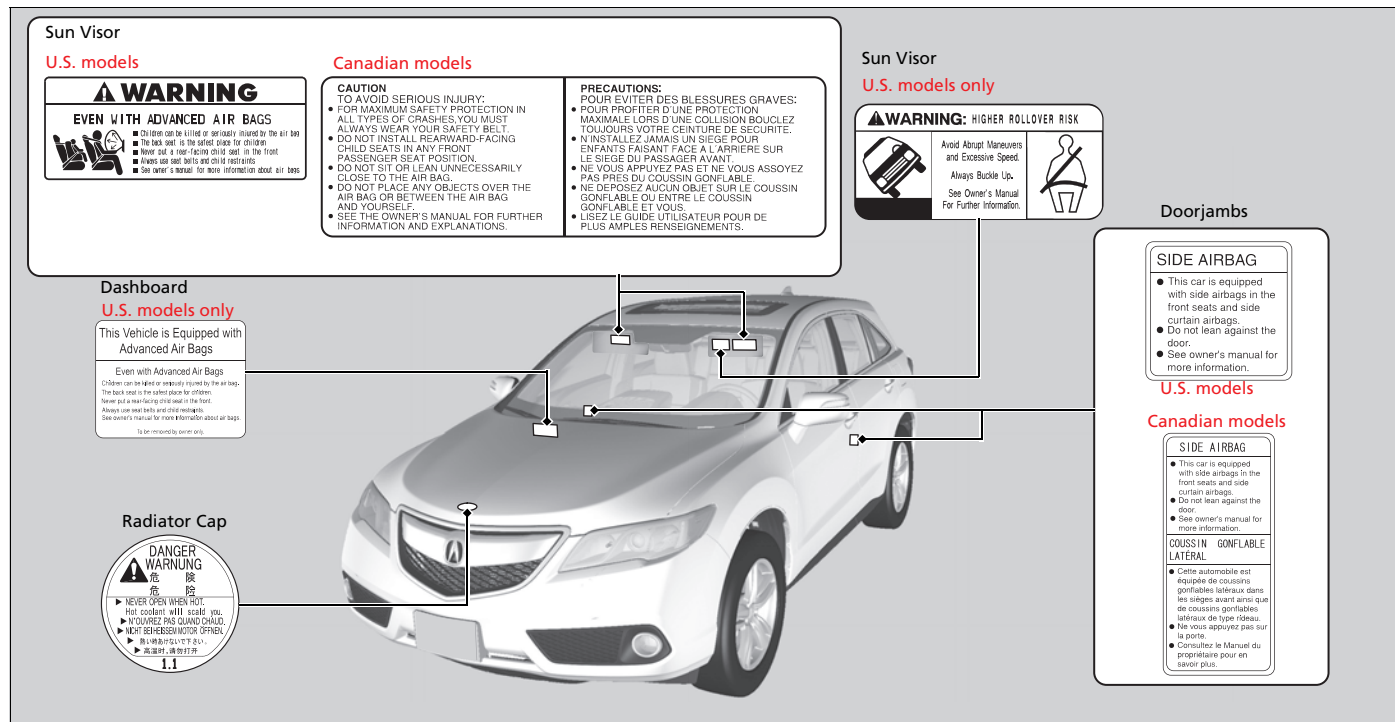 Sun Visor
U.S. models
WARNING
EVEN WITH ADVANCED AIR BAGS
Children can be killed or seriously injured by the air bag
The back seat is the safest place for children
Never put a rear-facing child seat in the front
Always use seat belts and child restraints
See owner's manual for more information about air bags
Canadian models
CAUTION
TO AVOID SERIOUS INJURY:
● FOR MAXIMUM SAFETY PROTECTION IN
ALL TYPES OF CRASHES,YOU MUST
ALWAYS WEAR YOUR SAFETY BELT.
● DO NOT INSTALL REARWARD-FACING
CHILD SEATS IN ANY FRONT
PASSENGER SEAT POSITION.
● DO NOT SIT OR LEAN UNNECESSARILY
CLOSE TO THE AIR BAG.
● DO NOT PLACE ANY OBJECTS OVER THE
AIR BAG OR BETWEEN THE AIR BAG
AND YOURSELF.
● SEE THE OWNER'S MANUAL FOR FURTHER
INFORMATION AND EXPLANATIONS.
PRECAUTIONS:
POUR EVITER DES BLESSURES GRAVES:
● POUR PROFITER D'UNE PROTECTION
MAXIMALE LORS D'UNE COLLISION BOUCLEZ
TOUJOURS VOTRE CEINTURE DE SECURITE.
● N'INSTALLEZ JAMAIS UN SIEGE POUR
ENFANTS FAISANT FACE A L'ARRIERE SUR
LE SIEGE DU PASSAGER AVANT.
● NE VOUS APPUYEZ PAS ET NE VOUS ASSOYEZ
PAS PRES DU COUSSIN GONFLABLE.
● NE DEPOSEZ AUCUN OBJET SUR LE COUSSIN
GONFLABLE OU ENTRE LE COUSSIN
GONFLABLE ET VOUS.
● LISEZ LE GUIDE UTILISATEUR POUR DE
PLUS AMPLES RENSEIGNEMENTS.
Sun Visor
U.S. models only
WARNING: HIGHER ROLLOVER RISK
Avoid Abrupt Maneuvers
and Excessive Speed.
Always Buckle Up.
See Owner's Manual
For Further Information.
Doorjambs
SIDE AIRBAG
● This car is equipped
with side airbags in the
front seats and side
curtain airbags.
● Do not lean against the
door.
● See owner's manual for
more information.
U.S. models
Canadian models
SIDE AIRBAG
● This car is equipped
with side airbags in the
front seats and side
curtain airbags.
● Do not lean against the
door.
● See owner's manual for
more information.
COUSSIN GONFLABLE
LATÉRAL
● Cette automobile est
équipée de coussins
gonflables latéraux dans
les sièges avant ainsi que
de coussins gonflables
latéraux de type rideau.
● Ne vous appuyez pas sur
la porte.
● Consultez le Manuel du
propriétaire pour en
savoir plus.
Dashboard
U.S. models only
This Vehicle is Equipped with
Advanced Air Bags
Even with Advanced Air Bags
Children can be killed or seriously injured by the air bag.
The back seat is the safest place for children.
Never put a rear-facing child seat in the front.
Always use seat belts and child restraints.
See owner's manual for more information about air bags.
To be removed by owner only.
Radiator Cap
DANGER
WARNUNG
危 険
危 险
▶ NEVER OPEN WHEN HOT.
Hot coolant will scald you.
▶ N'OUVREZ PAS QUAND CHAUD.
▶ NICHT BEI HEISSEM MOTOR ÖFFNEN.
▶ 熱い時あけないで下さい。
▶ 高温时,请勿打开
1.1